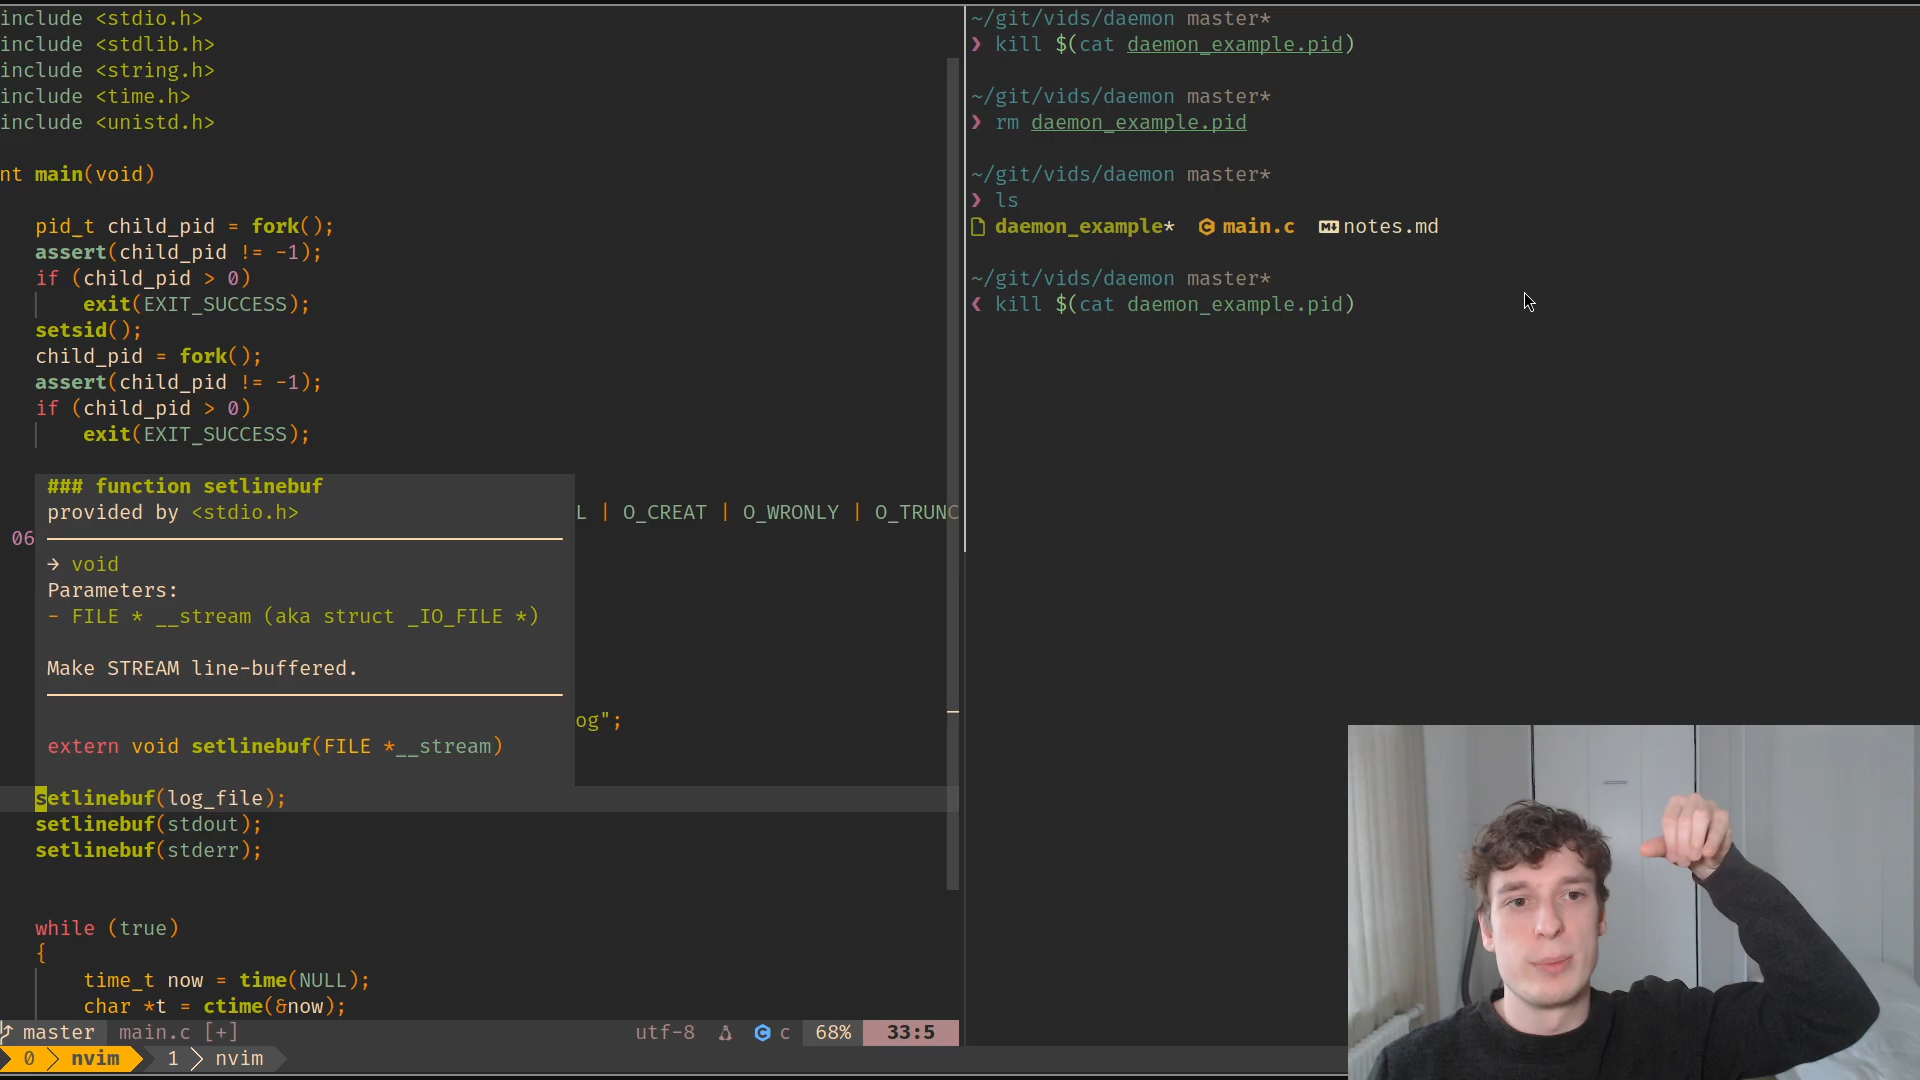 include <stdio.h>
include <stdlib.h>
include <string.h>
include <time.h>
include <unistd.h>
nt main(void)
pid_t child_pid = fork();
assert(child_pid != -1);
if (child_pid > 0)
exit(EXIT_SUCCESS);
setsid();
child_pid = fork();
assert(child_pid != -1);
if (child_pid > 0)
exit(EXIT_SUCCESS);
### function setlinebuf
provided by <stdio.h>
L | O_CREAT | O_WRONLY | O_TRUNC
06
→ void
Parameters:
- FILE * __stream (aka struct _IO_FILE *)
Make STREAM line-buffered.
og";
extern void setlinebuf(FILE *__stream)
setlinebuf(log_file);
setlinebuf(stdout);
setlinebuf(stderr);
while (true)
{
time_t now = time(NULL);
char *t = ctime(&now);
master main.c [+] utf-8 c 68% 33:5
0 nvim 1 nvim
~/git/vids/daemon master*
❯ kill $(cat daemon_example.pid)
~/git/vids/daemon master*
❯ rm daemon_example.pid
~/git/vids/daemon master*
❯ ls
daemon_example* main.c notes.md
~/git/vids/daemon master*
❮ kill $(cat daemon_example.pid)